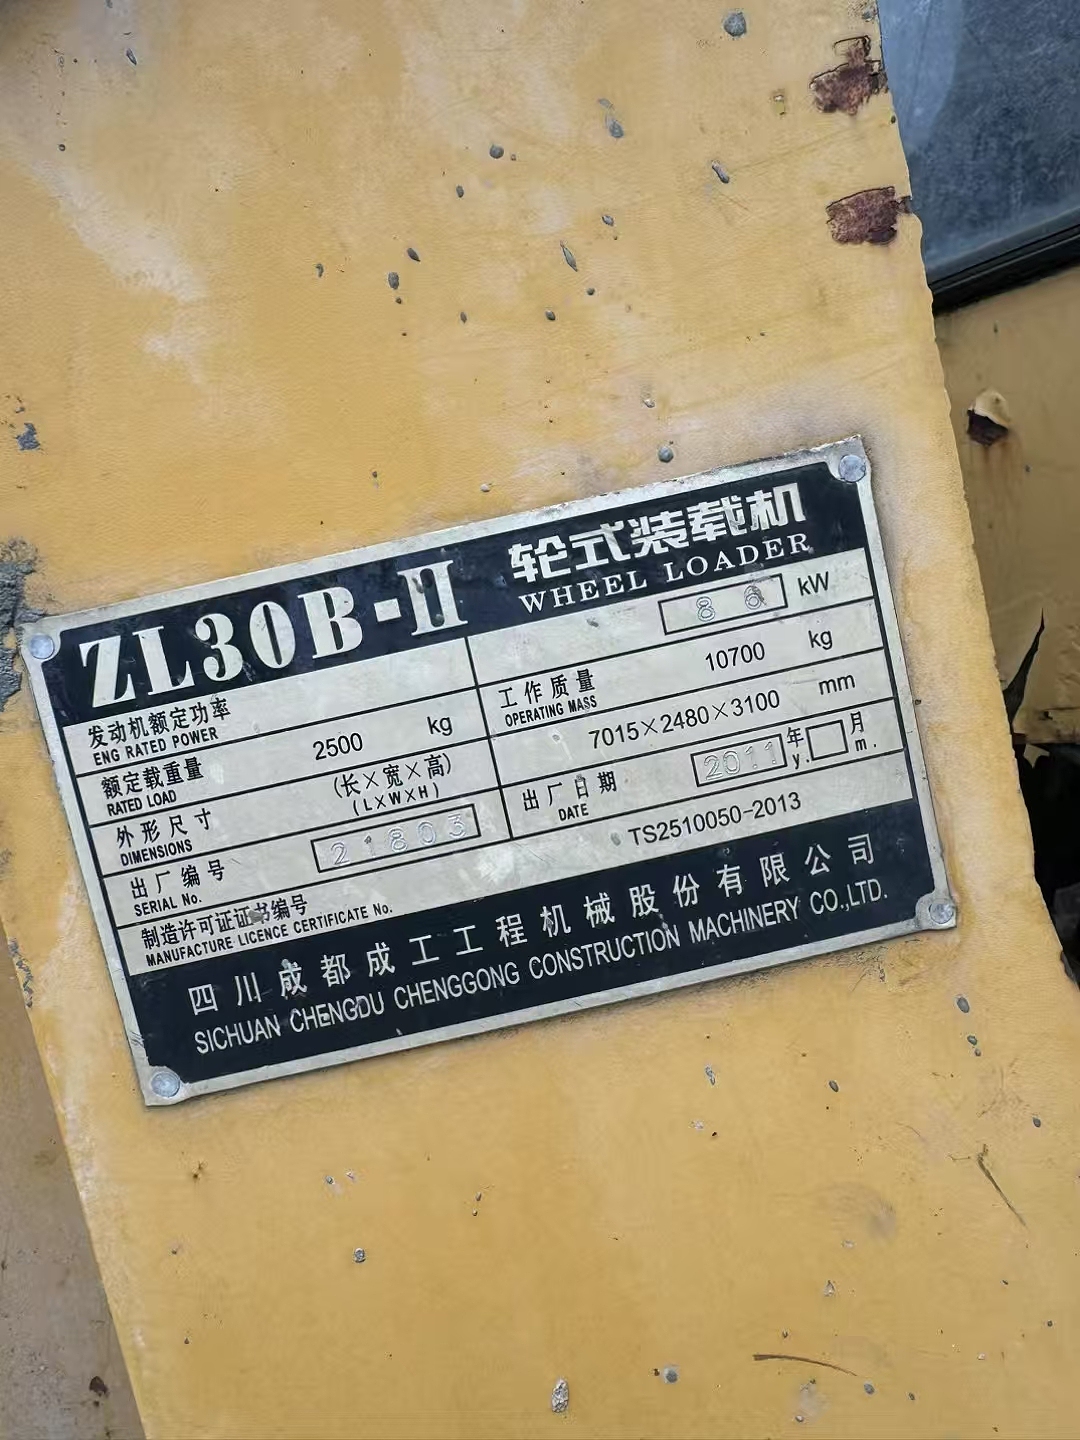 ZL30B-II 轮式装载机
WHEEL LOADER
发动机额定功率 86 kW
ENG RATED POWER
额定载重量 2500 kg 工作质量 10700 kg
RATED LOAD OPERATING MASS
外形尺寸 (长×宽×高) 7015×2480×3100 mm
DIMENSIONS (L×W×H)
出厂编号 21803 出厂日期 2011 年 月
SERIAL No. DATE y. m.
制造许可证证书编号 TS2510050-2013
MANUFACTURE LICENCE CERTIFICATE No.
四川成都成工工程机械股份有限公司
SICHUAN CHENGDU CHENGGONG CONSTRUCTION MACHINERY CO.,LTD.